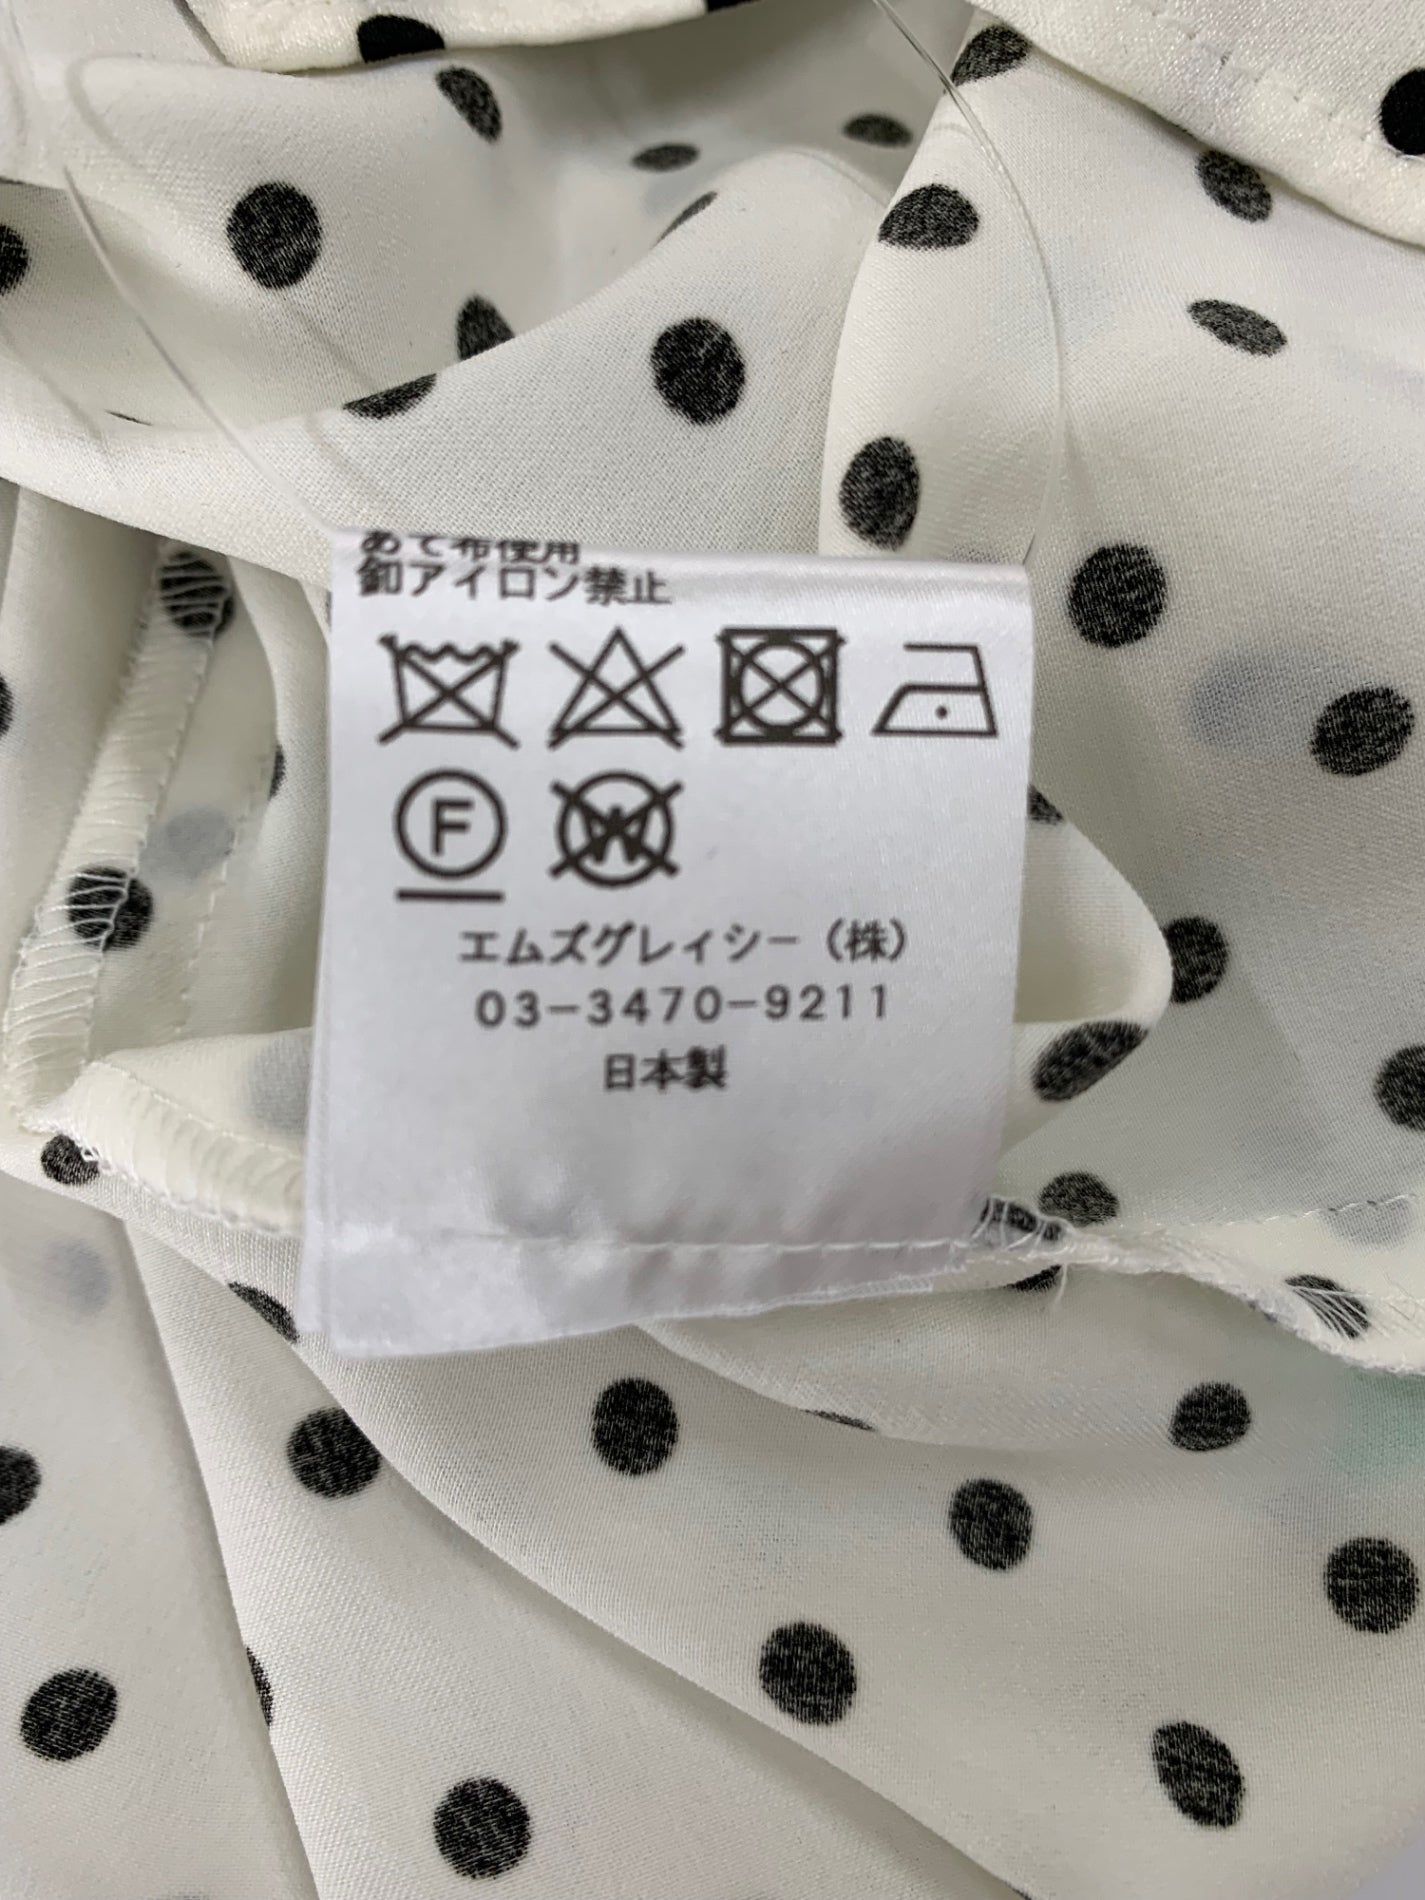 あて布使用
釦アイロン禁止
F W
エムズグレイシー（株）
03-3470-9211
日本製